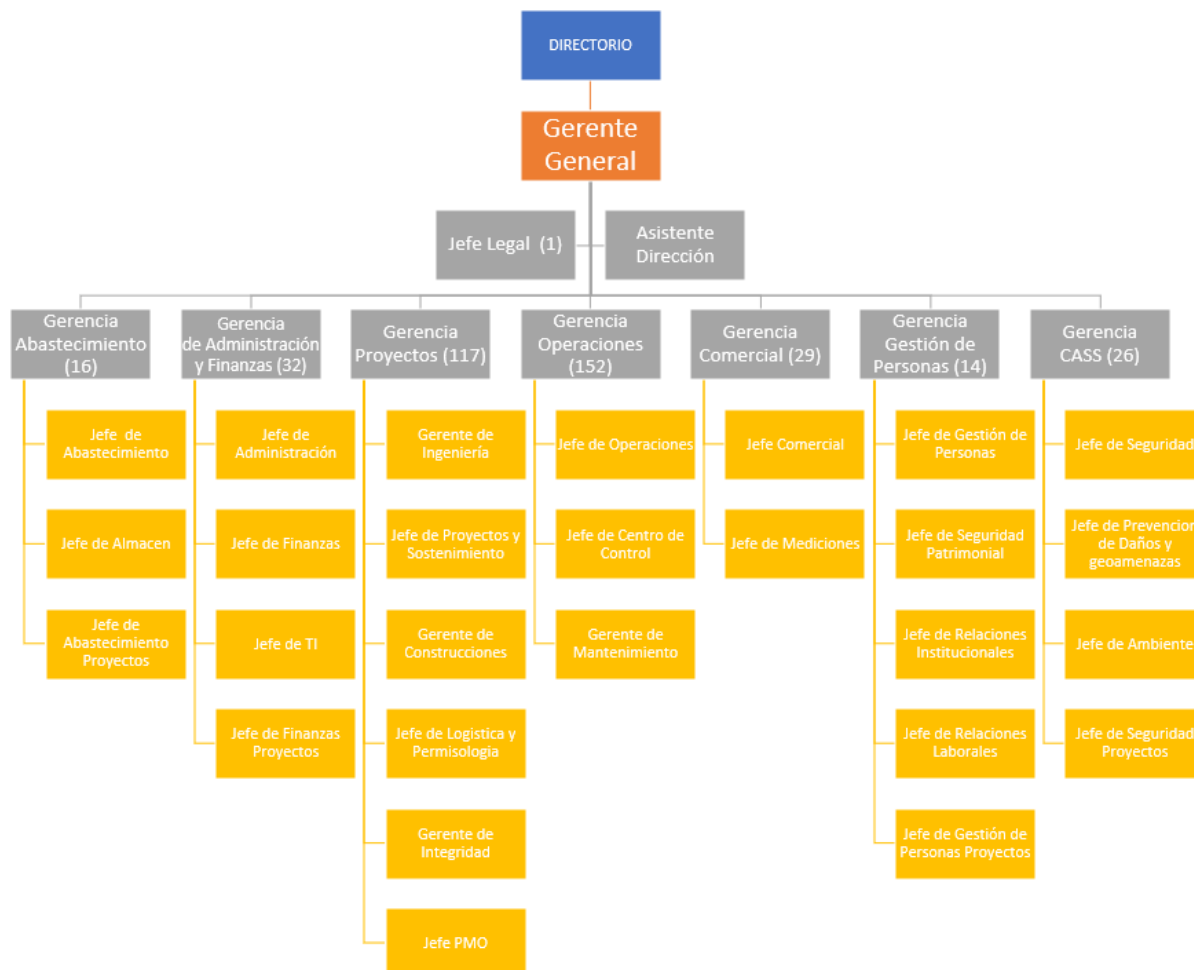 DIRECTORIO
Gerente
General
Jefe Legal (1)
Asistente
Dirección
Gerencia
Abastecimiento
(16)
Gerencia
de Administración
y Finanzas (32)
Gerencia
Proyectos (117)
Gerencia
Operaciones
(152)
Gerencia
Comercial (29)
Gerencia
Gestión de
Personas (14)
Gerencia
CASS (26)
Jefe de
Abastecimiento
Jefe de Almacen
Jefe de
Abastecimiento
Proyectos
Jefe de
Administración
Jefe de Finanzas
Jefe de TI
Jefe de Finanzas
Proyectos
Gerente de
Ingeniería
Jefe de Proyectos y
Sostenimiento
Gerente de
Construcciones
Jefe de Logistica y
Permisologia
Gerente de
Integridad
Jefe PMO
Jefe de Operaciones
Jefe de Centro de
Control
Gerente de
Mantenimiento
Jefe Comercial
Jefe de Mediciones
Jefe de Gestión de
Personas
Jefe de Seguridad
Patrimonial
Jefe de Relaciones
Institucionales
Jefe de Relaciones
Laborales
Jefe de Gestión de
Personas Proyectos
Jefe de Seguridad
Jefe de Prevencion
de Daños y
geoamenazas
Jefe de Ambiente
Jefe de Seguridad
Proyectos